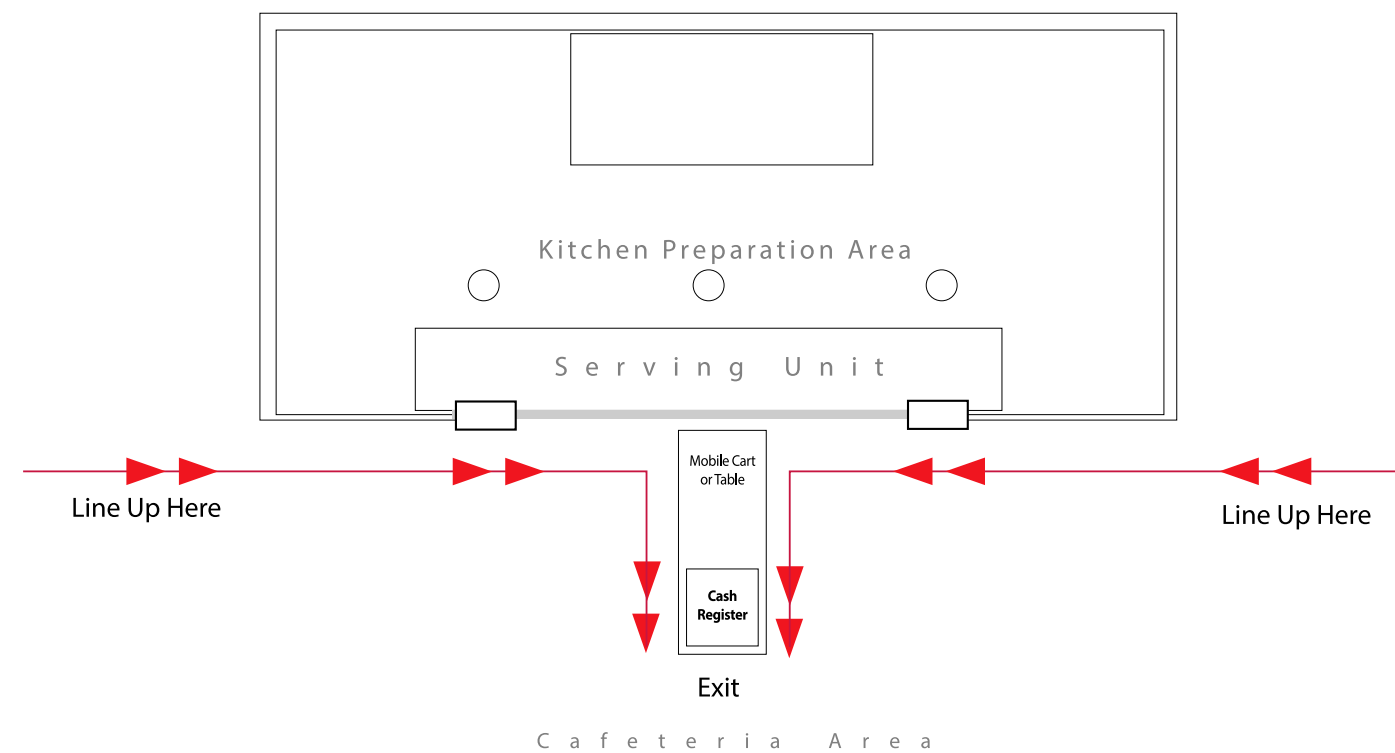 Kitchen Preparation Area
Serving Unit
Mobile Cart
or Table
Line Up Here
Line Up Here
Cash
Register
Exit
Cafeteria Area